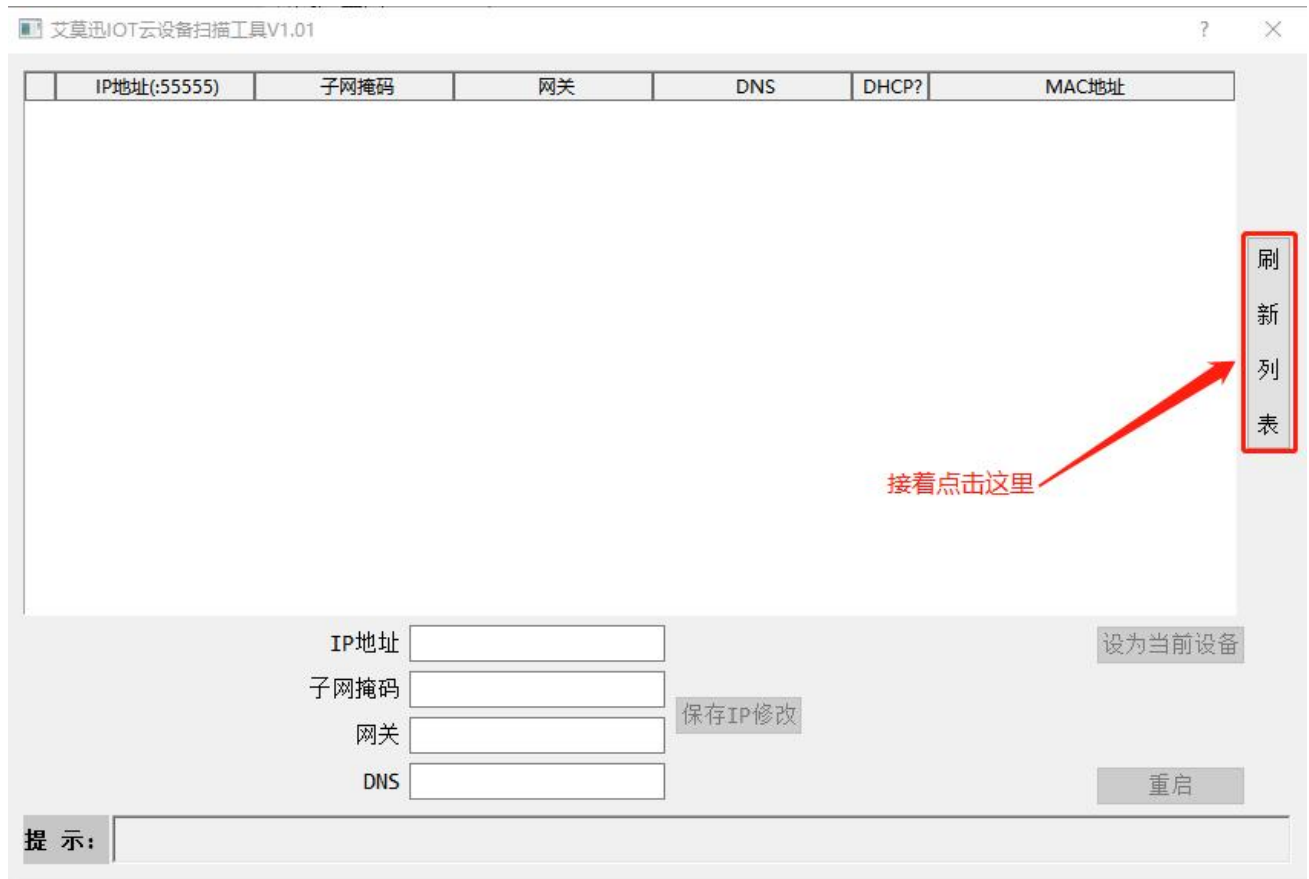 艾莫迅IOT云设备扫描工具V1.01
IP地址(:55555) 子网掩码 网关 DNS DHCP? MAC地址
刷
新
列
表
接着点击这里
IP地址
设为当前设备
子网掩码
保存IP修改
网关
DNS
重启
提 示: